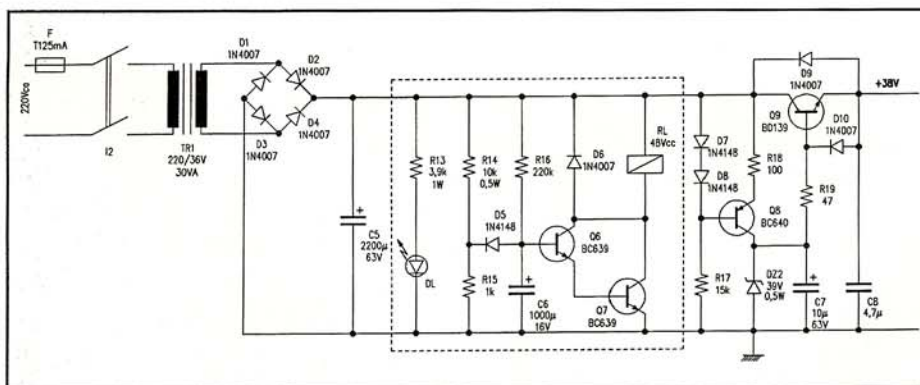 F
T125mA
220Vca
I2
TR1
220/36V
30VA
D1
1N4007
D2
1N4007
D3
1N4007
D4
1N4007
C5
2200µ
63V
R13
3,9k
1W
DL
R14
10k
0,5W
D5
1N4148
R15
1k
R16
220k
C6
1000µ
16V
D6
1N4007
RL
48Vcc
Q6
BC639
Q7
BC639
D7
1N4148
D8
1N4148
R17
15k
R18
100
Q8
BC640
DZ2
39V
0,5W
D9
1N4007
Q9
BD139
D10
1N4007
R19
47
C7
10µ
63V
C8
4,7µ
+38V